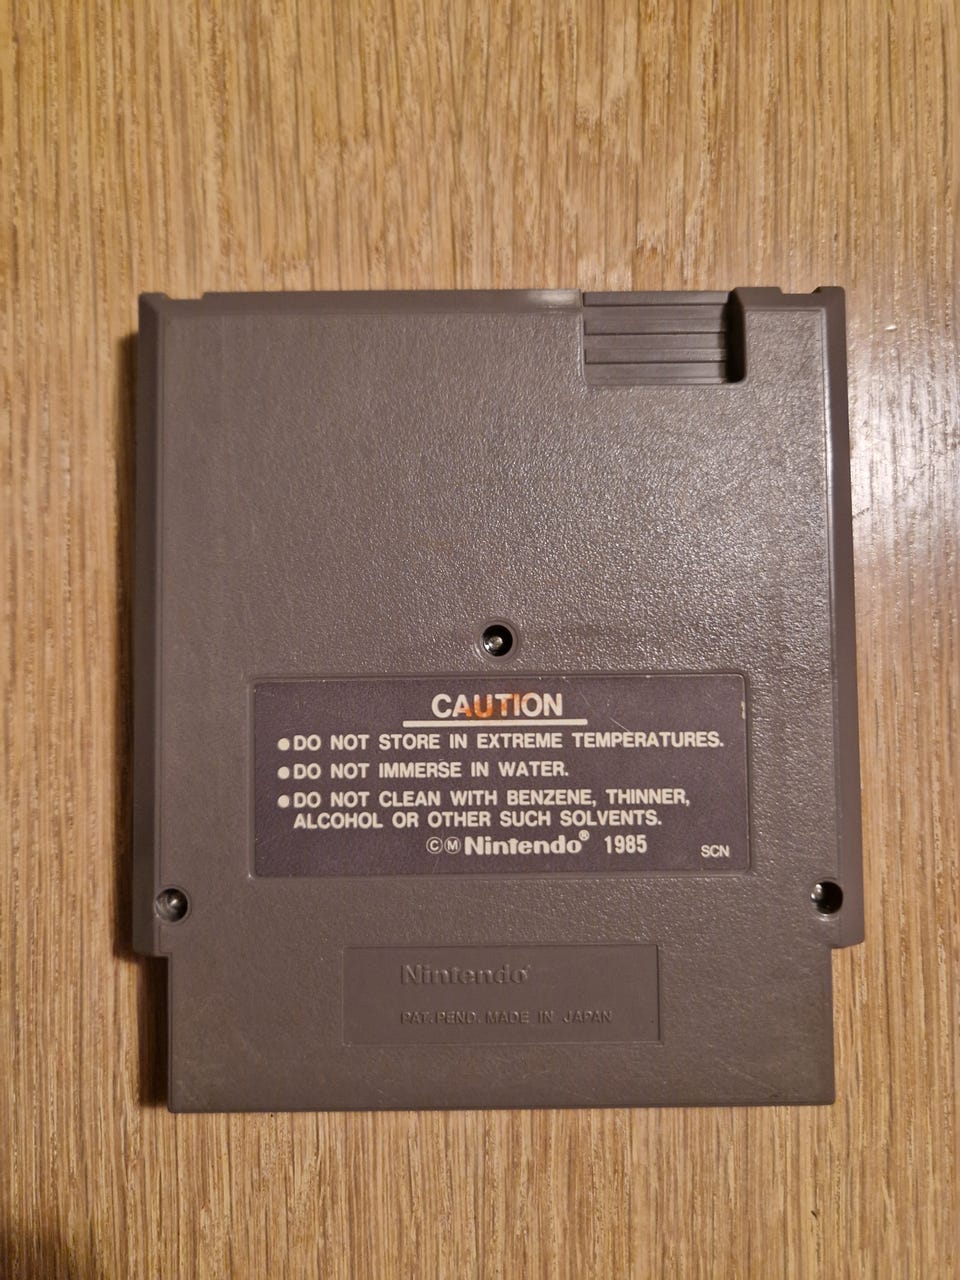 CAUTION
●DO NOT STORE IN EXTREME TEMPERATURES.
●DO NOT IMMERSE IN WATER.
●DO NOT CLEAN WITH BENZENE, THINNER,
ALCOHOL OR OTHER SUCH SOLVENTS.
©Ⓜ Nintendo® 1985 SCN
Nintendo®
PAT. PEND. MADE IN JAPAN